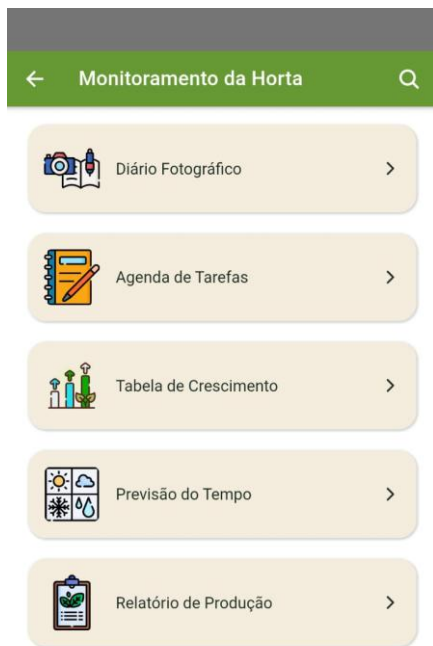 Monitoramento da Horta
Diário Fotográfico
Agenda de Tarefas
Tabela de Crescimento
Previsão do Tempo
Relatório de Produção